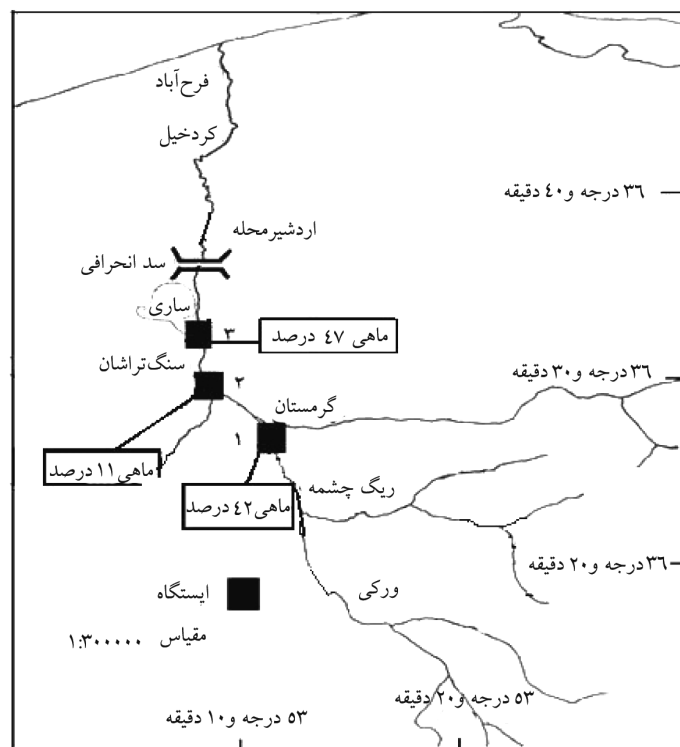 فرح‌آباد
کردخیل
۳۶ درجه و ۴۰ دقیقه
اردشیرمحله
سد انحرافی
ساری
۳
ماهی ۴۷ درصد
سنگ‌تراشان
۲
۳۶ درجه و ۳۰ دقیقه
گرمستان
۱
ماهی ۱۱ درصد
ریگ چشمه
ماهی ۴۲ درصد
۳۶ درجه و ۲۰ دقیقه
ورکی
ایستگاه
مقیاس ۱:۳۰۰۰۰۰
۵۳ درجه و ۲۰ دقیقه
۵۳ درجه و ۱۰ دقیقه